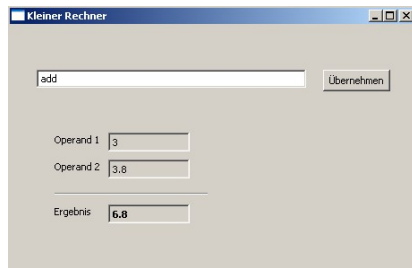 Kleiner Rechner
add
Übernehmen
Operand 1 3
Operand 2 3.8
Ergebnis 6.8